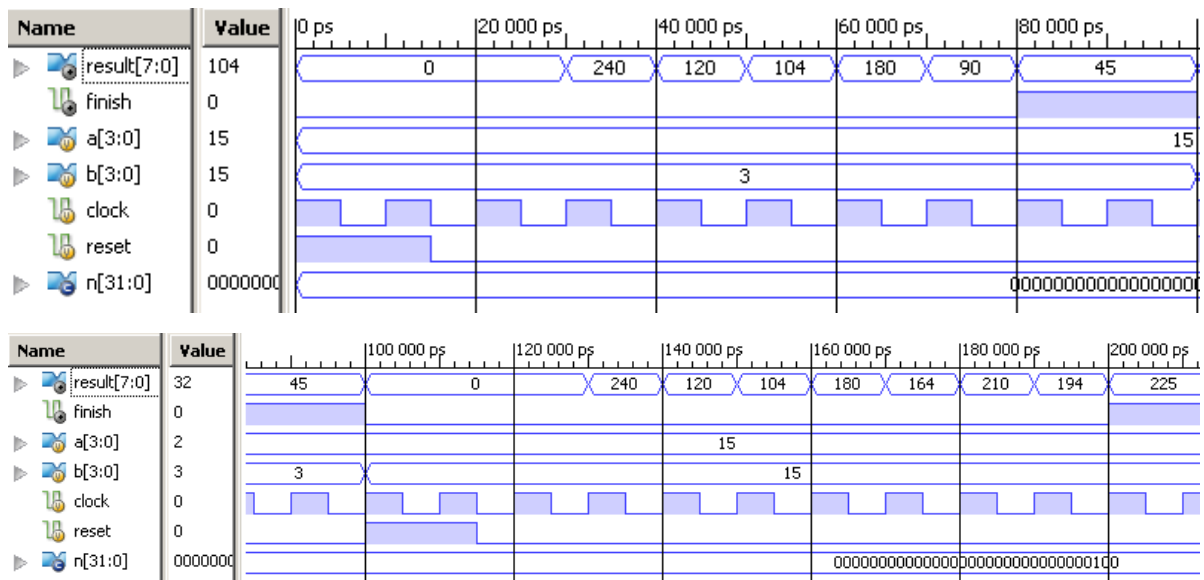 Name Value 0 ps 20 000 ps 40 000 ps 60 000 ps 80 000 ps
result[7:0] 104 0 240 120 104 180 90 45
finish 0
a[3:0] 15 15
b[3:0] 15 3
clock 0
reset 0
n[31:0] 0000000
Name Value 100 000 ps 120 000 ps 140 000 ps 160 000 ps 180 000 ps 200 000 ps
result[7:0] 32 45 0 240 120 104 180 164 210 194 225
finish 0
a[3:0] 2 15
b[3:0] 3 3 15
clock 0
reset 0
n[31:0] 0000000 00000000000000000000000000000100